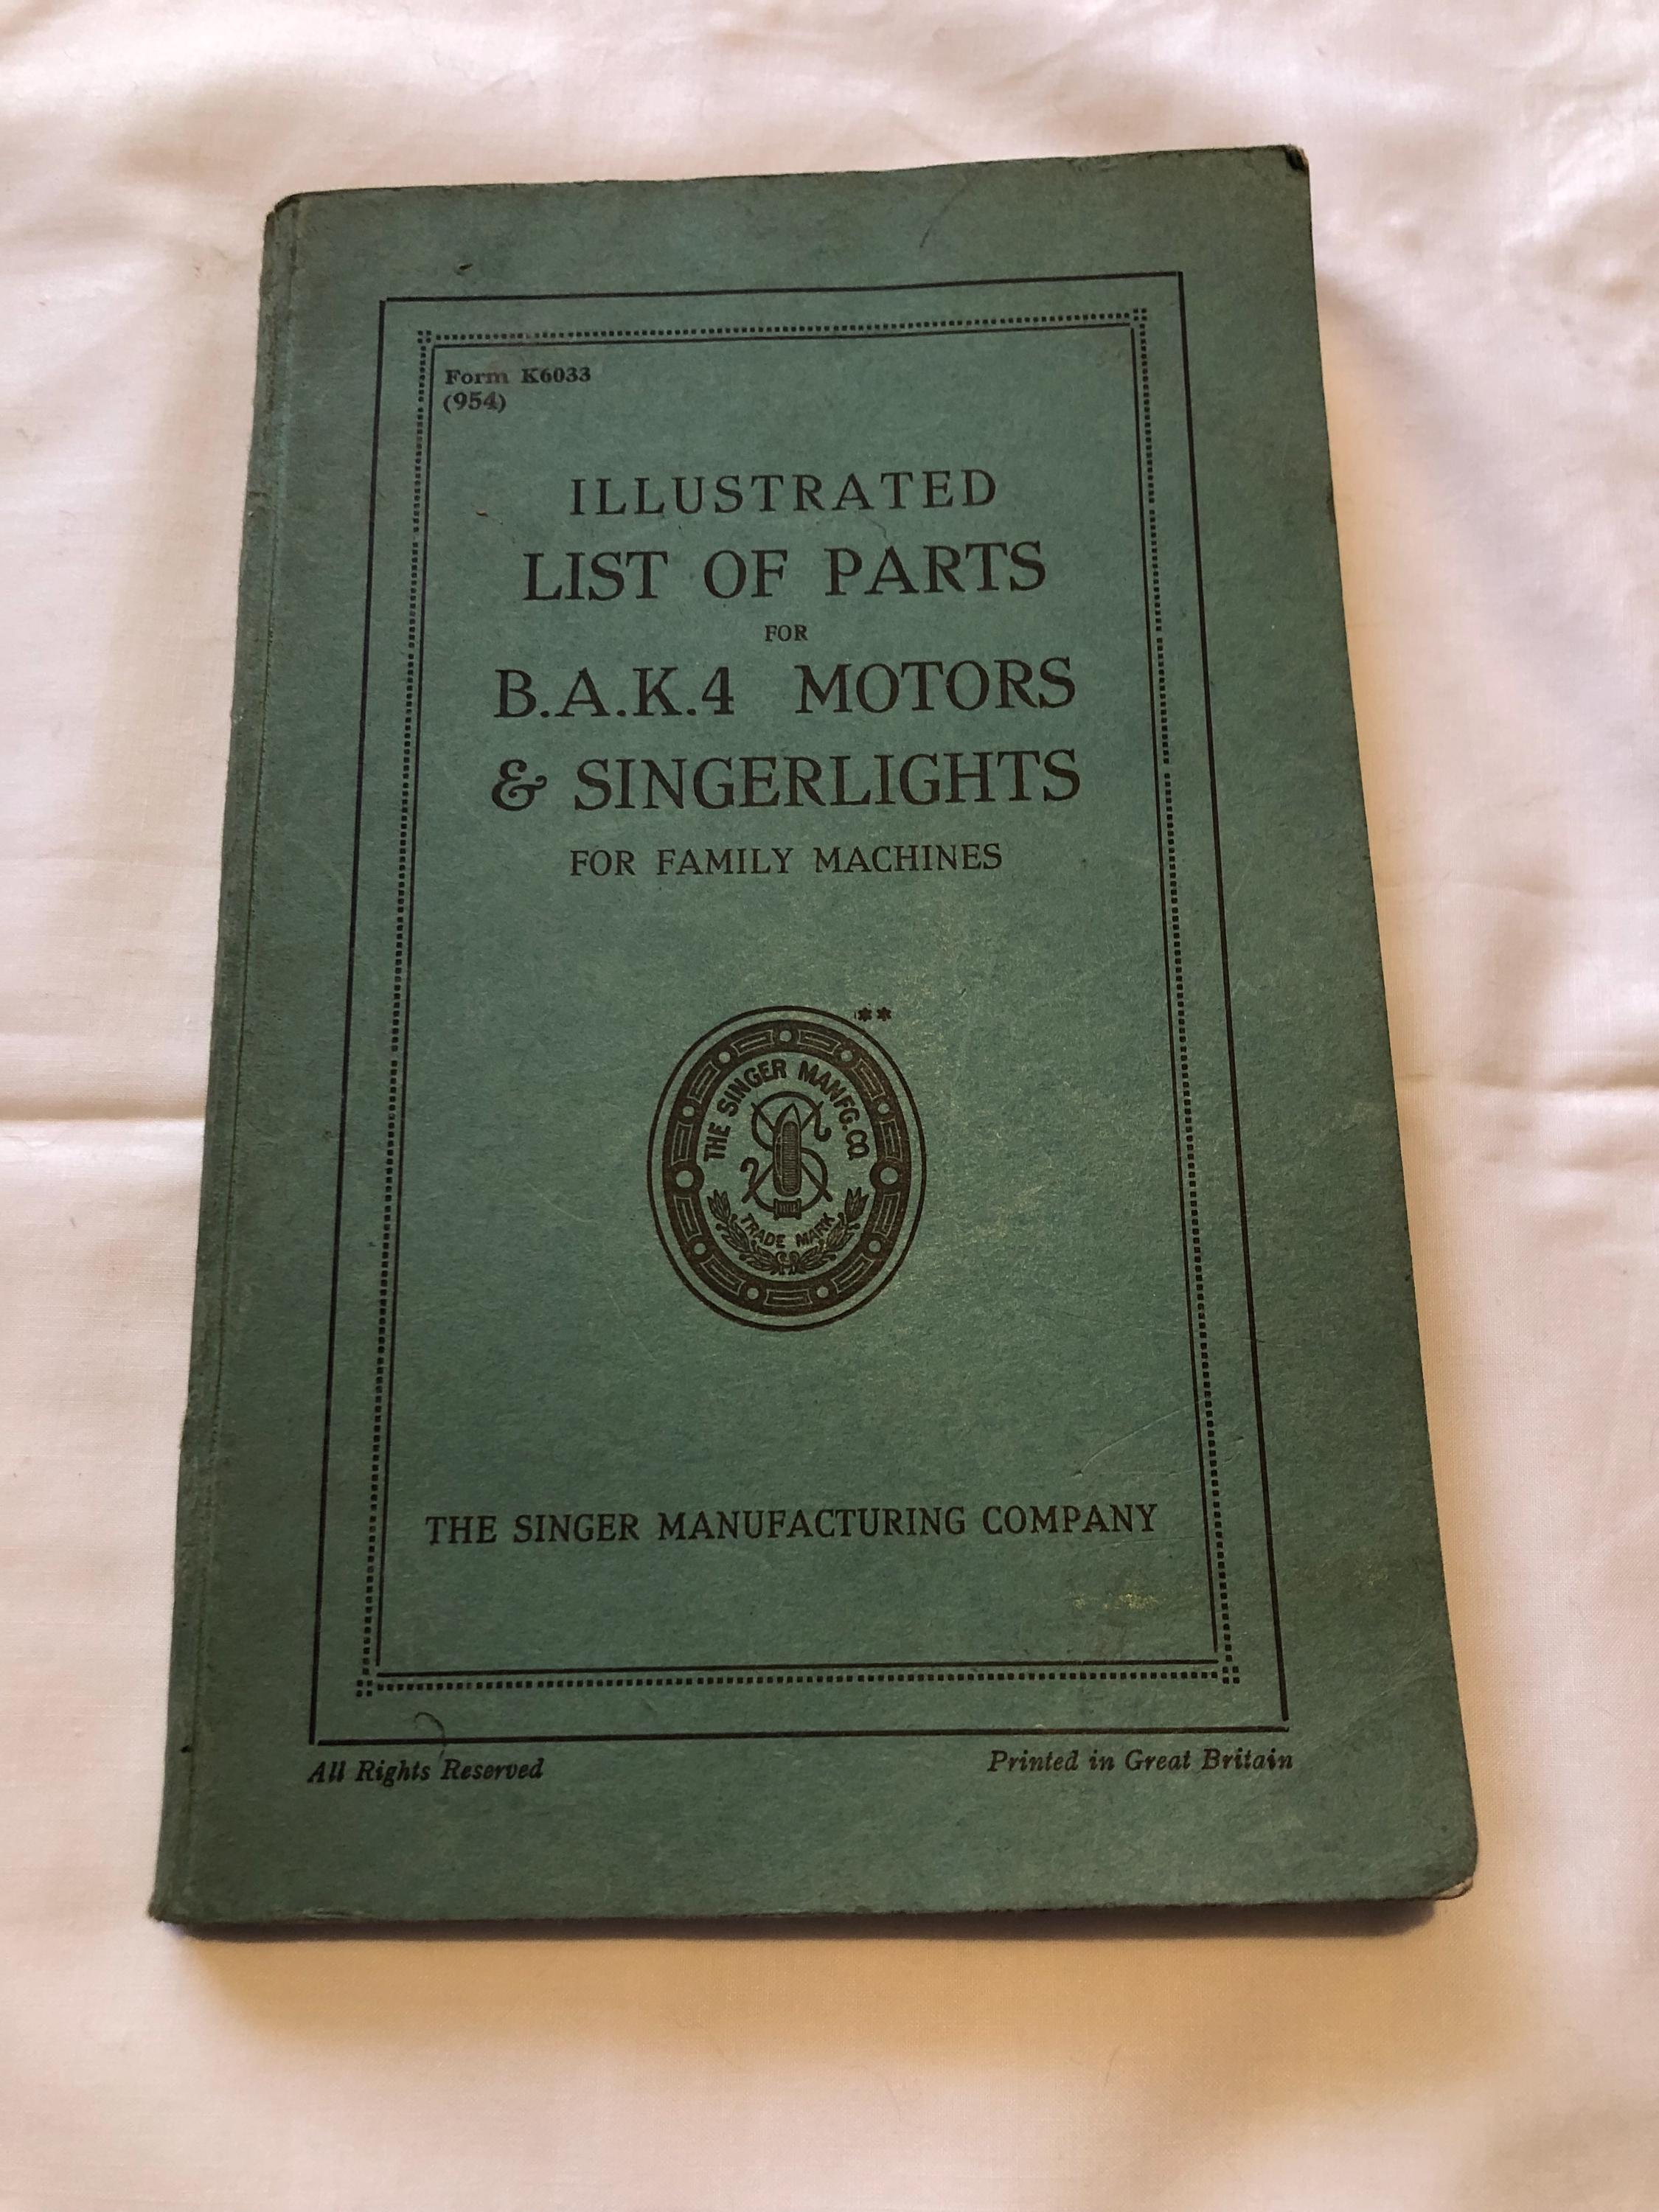 Form K6033
(954)
ILLUSTRATED
LIST OF PARTS
FOR
B.A.K.4 MOTORS
& SINGERLIGHTS
FOR FAMILY MACHINES
**
THE SINGER MANFG. CO
S
TRADE MARK
THE SINGER MANUFACTURING COMPANY
All Rights Reserved
Printed in Great Britain